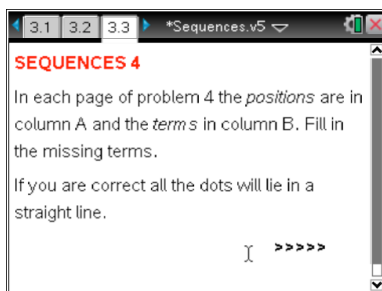 3.1 3.2 3.3 *Sequences.v5
SEQUENCES 4
In each page of problem 4 the positions are in
column A and the terms in column B. Fill in
the missing terms.
If you are correct all the dots will lie in a
straight line.
>>>>>